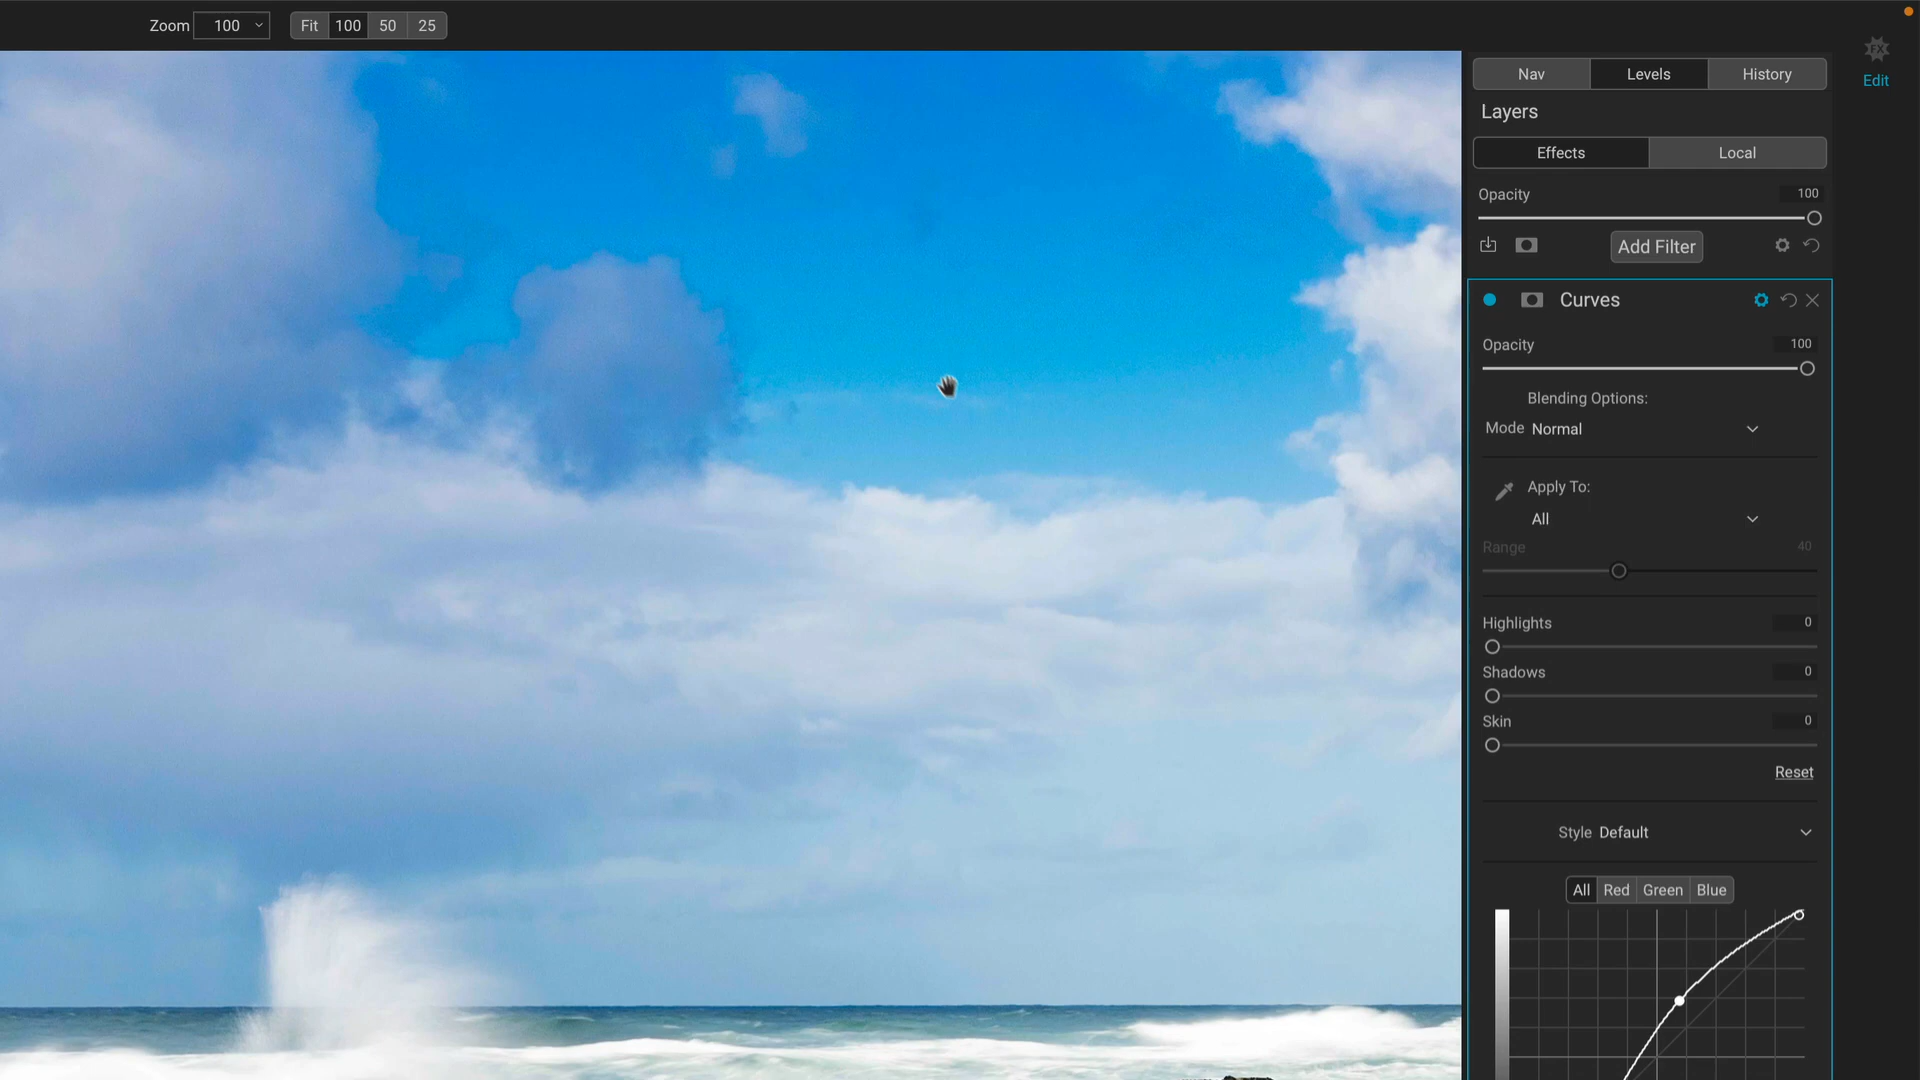 Zoom 100 Fit 100 50 25
FX
Edit
Nav Levels History
Layers
Effects Local
Opacity 100
Add Filter
Curves
Opacity 100
Blending Options:
Mode Normal
Apply To:
All
Range 40
Highlights 0
Shadows 0
Skin 0
Reset
Style Default
All Red Green Blue